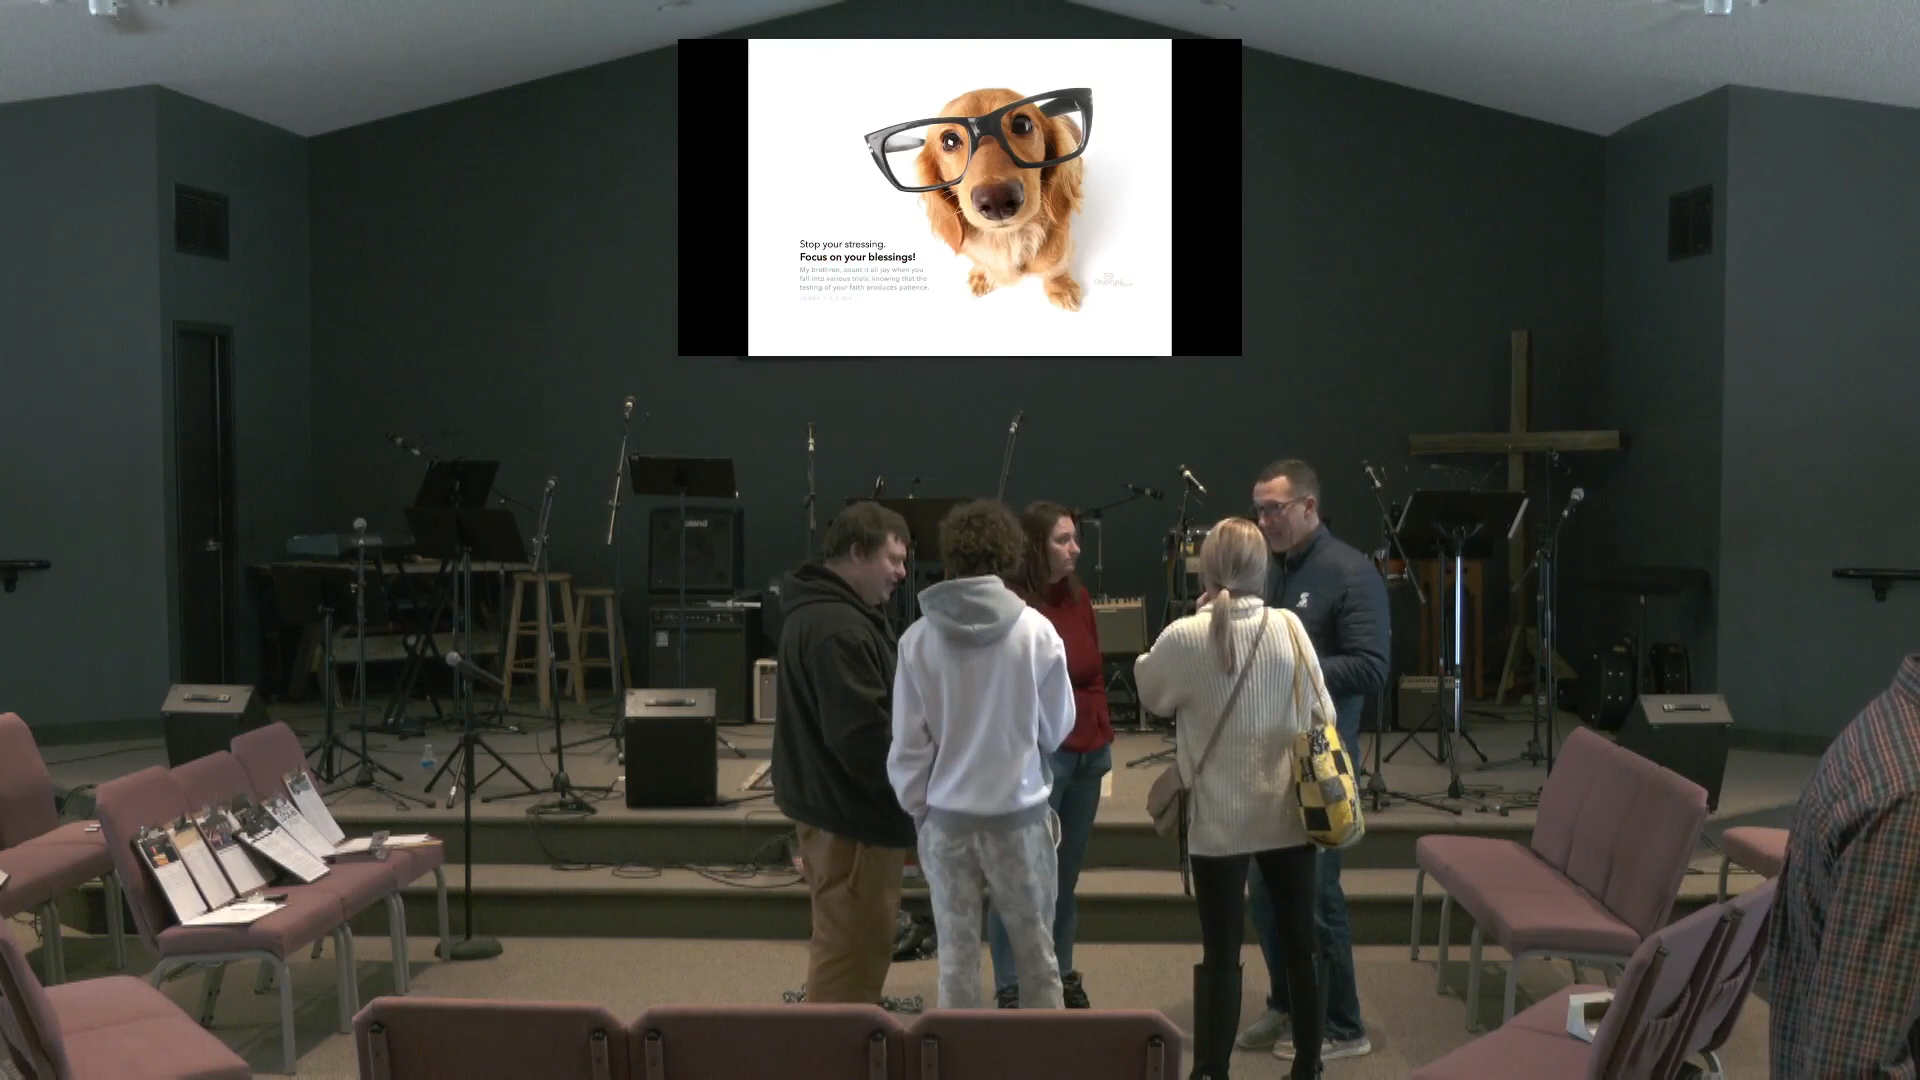 Stop your stressing.
Focus on your blessings!
My brethren, count it all joy when you
fall into various trials, knowing that the
testing of your faith produces patience.
Roland